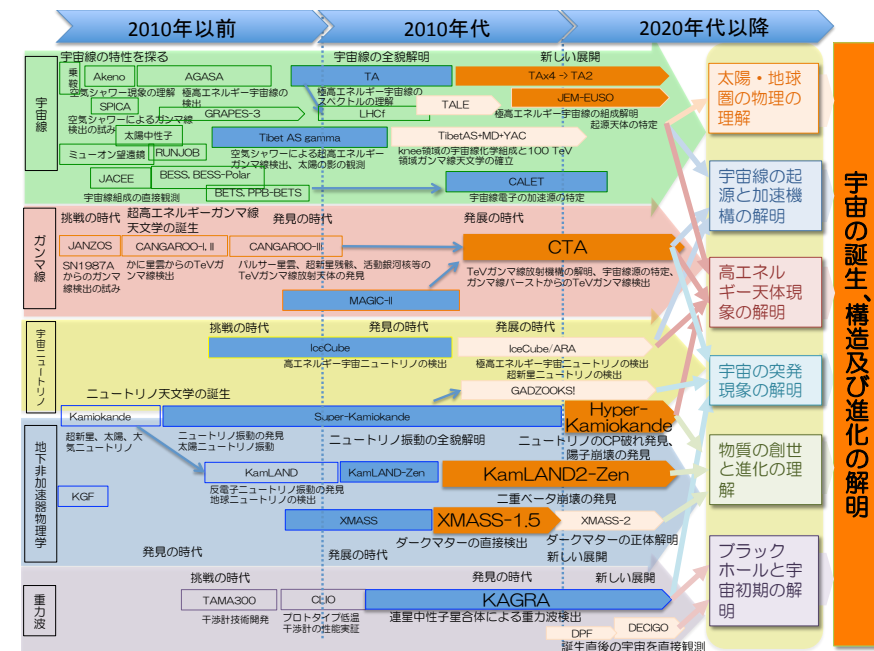 2010年以前
2010年代
2020年代以降
宇宙線
宇宙線の特性を探る
宇宙線の全貌解明
新しい展開
乗鞍
Akeno
AGASA
TA
TAx4 → TA2
空気シャワー現象の理解
極高エネルギー宇宙線の
検出
極高エネルギー宇宙線の
スペクトルの理解
JEM-EUSO
SPICA
GRAPES-3
LHCf
TALE
極高エネルギー宇宙線の組成解明
起源天体の特定
空気シャワーによるガンマ線
検出の試み
太陽中性子
Tibet AS gamma
TibetAS+MD+YAC
ミューオン望遠鏡
RUNJOB
空気シャワーによる超高エネルギー
ガンマ線検出、太陽の影の観測
knee領域の宇宙線化学組成と100 TeV
領域ガンマ線天文学の確立
JACEE
BESS, BESS-Polar
BETS, PPB-BETS
CALET
宇宙線組成の直接観測
宇宙線電子の加速源の特定
ガンマ線
挑戦の時代
超高エネルギーガンマ線
天文学の誕生
発見の時代
発展の時代
JANZOS
CANGAROO-I, II
CANGAROO-III
CTA
SN1987A
からのガンマ
線検出の試み
かに星雲からのTeVガ
ンマ線検出
パルサー星雲、超新星残骸、活動銀河核等の
TeVガンマ線放射天体の発見
TeVガンマ線放射機構の解明、宇宙線源の特定、
ガンマ線バーストからのTeVガンマ線検出
MAGIC-II
宇宙ニュートリノ
挑戦の時代
発見の時代
発展の時代
IceCube
IceCube/ARA
高エネルギー宇宙ニュートリノの検出
極高エネルギー宇宙ニュートリノの検出
超新星ニュートリノの検出
GADZOOKS!
ニュートリノ天文学の誕生
地下非加速器物理学
Kamiokande
Super-Kamiokande
Hyper-
Kamiokande
超新星、太陽、大
気ニュートリノ
ニュートリノ振動の発見
太陽ニュートリノ振動
ニュートリノ振動の全貌解明
ニュートリノのCP破れ発見、
陽子崩壊の発見
KamLAND
KamLAND-Zen
KamLAND2-Zen
KGF
反電子ニュートリノ振動の発見
地球ニュートリノの検出
二重ベータ崩壊の発見
XMASS
XMASS-1.5
XMASS-2
ダークマターの直接検出
ダークマターの正体解明
発見の時代
発展の時代
新しい展開
重力波
挑戦の時代
発見の時代
新しい展開
TAMA300
CLIO
KAGRA
干渉計技術開発
プロトタイプ低温
干渉計の性能実証
連星中性子星合体による重力波検出
DPF
DECIGO
誕生直後の宇宙を直接観測
太陽・地球
圏の物理の
理解
宇宙線の起
源と加速機
構の解明
高エネル
ギー天体現
象の解明
宇宙の突発
現象の解明
物質の創世
と進化の理
解
ブラック
ホールと宇
宙初期の解
明
宇宙の誕生、構造及び進化の解明